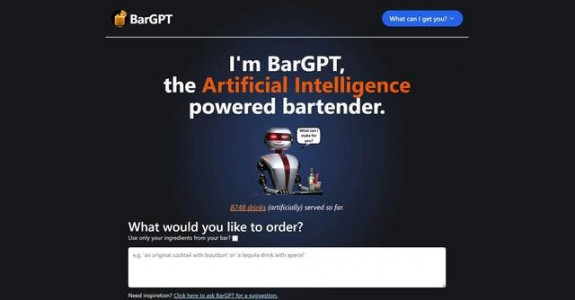 BarGPT
What can I get you?
I'm BarGPT,
the Artificial Intelligence
powered bartender.
What can I
make for
you?
8748 drinks (artificially) served so far.
What would you like to order?
Use only your ingredients from your bar?
e.g. 'an original cocktail with bourbon' or 'a tequila drink with aperol'
Need inspiration? Click here to ask BarGPT for a suggestion.